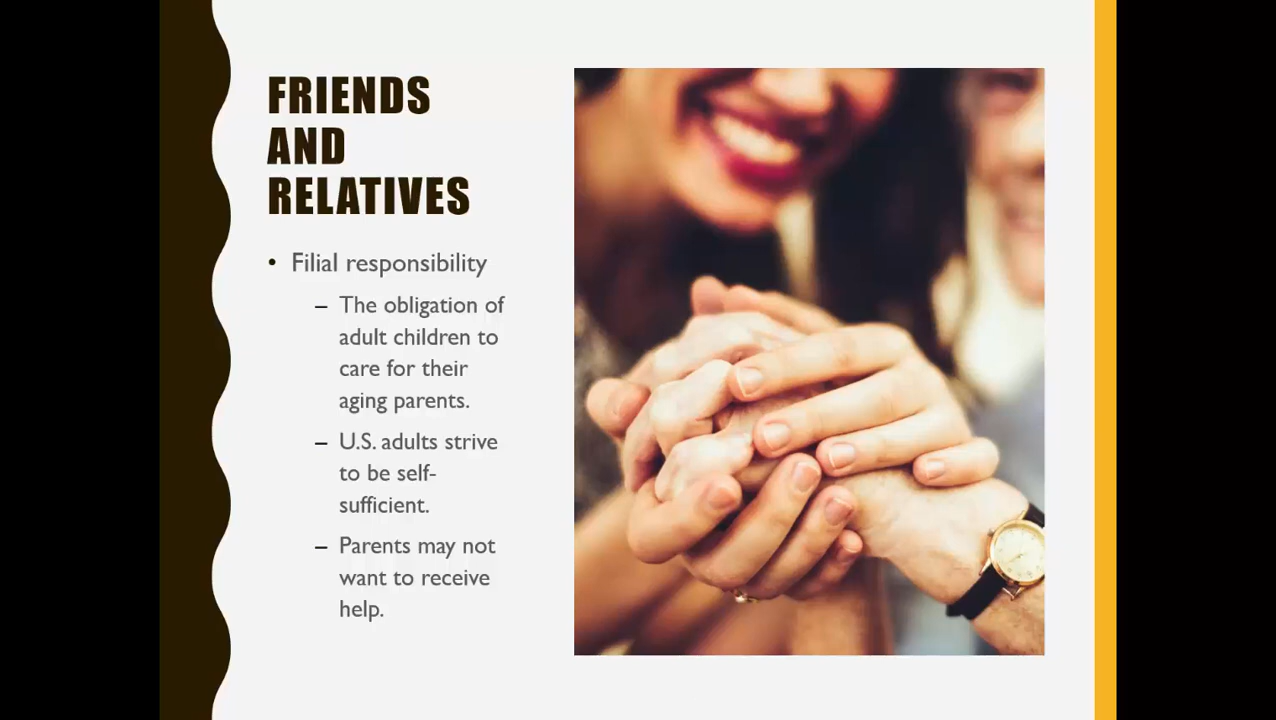 FRIENDS
AND
RELATIVES
• Filial responsibility
– The obligation of
adult children to
care for their
aging parents.
– U.S. adults strive
to be self-
sufficient.
– Parents may not
want to receive
help.